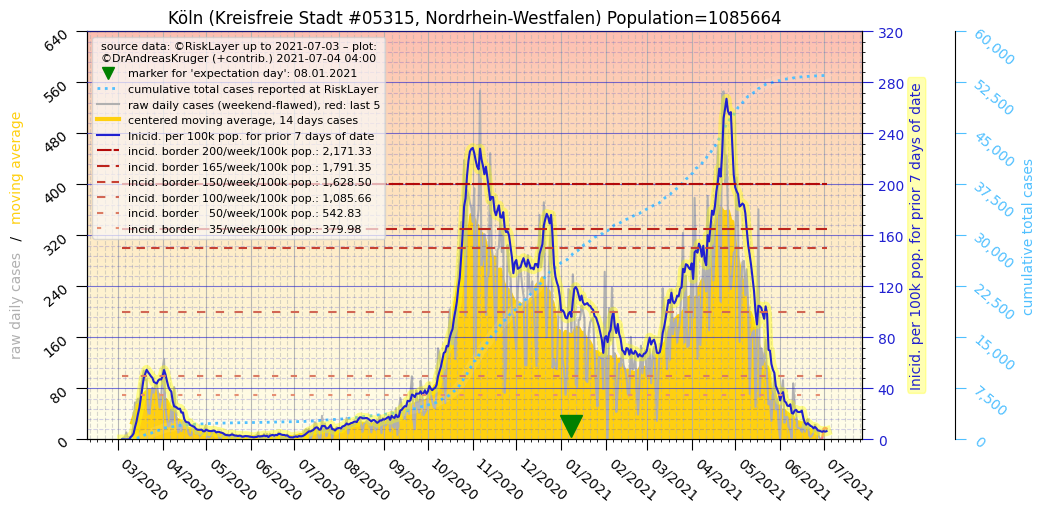 Köln (Kreisfreie Stadt #05315, Nordrhein-Westfalen) Population=1085664
source data: ©RiskLayer up to 2021-07-03 – plot:
©DrAndreasKruger (+contrib.) 2021-07-04 04:00
marker for 'expectation day': 08.01.2021
cumulative total cases reported at RiskLayer
raw daily cases (weekend-flawed), red: last 5
centered moving average, 14 days cases
Inicid. per 100k pop. for prior 7 days of date
incid. border 200/week/100k pop.: 2,171.33
incid. border 165/week/100k pop.: 1,791.35
incid. border 150/week/100k pop.: 1,628.50
incid. border 100/week/100k pop.: 1,085.66
incid. border   50/week/100k pop.: 542.83
incid. border   35/week/100k pop.: 379.98
raw daily cases / moving average
640
560
480
400
320
240
160
80
0
03/2020
04/2020
05/2020
06/2020
07/2020
08/2020
09/2020
10/2020
11/2020
12/2020
01/2021
02/2021
03/2021
04/2021
05/2021
06/2021
07/2021
320
280
240
200
160
120
80
40
0
Inicid. per 100k pop. for prior 7 days of date
60,000
52,500
45,000
37,500
30,000
22,500
15,000
7,500
0
cumulative total cases